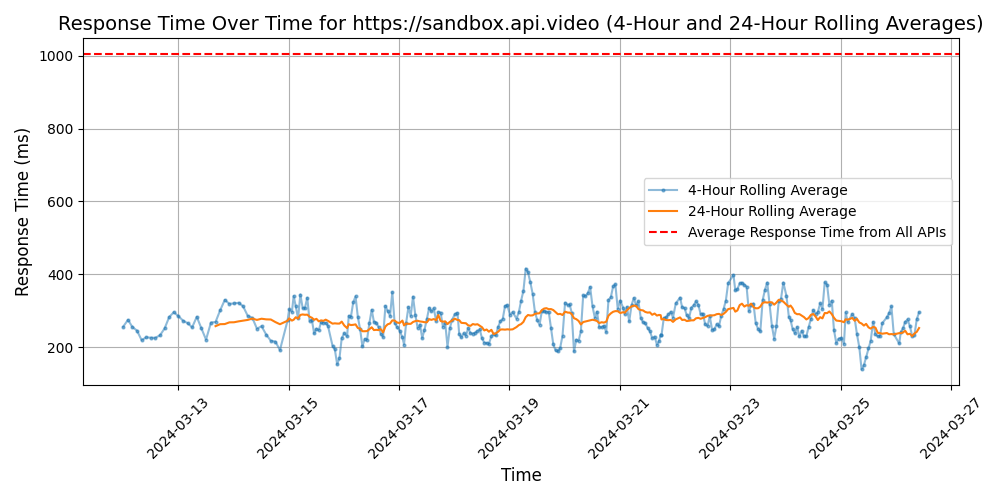 Response Time Over Time for https://sandbox.api.video (4-Hour and 24-Hour Rolling Averages)
Response Time (ms)
1000
800
600
400
200
4-Hour Rolling Average
24-Hour Rolling Average
Average Response Time from All APIs
2024-03-13
2024-03-15
2024-03-17
2024-03-19
2024-03-21
2024-03-23
2024-03-25
2024-03-27
Time